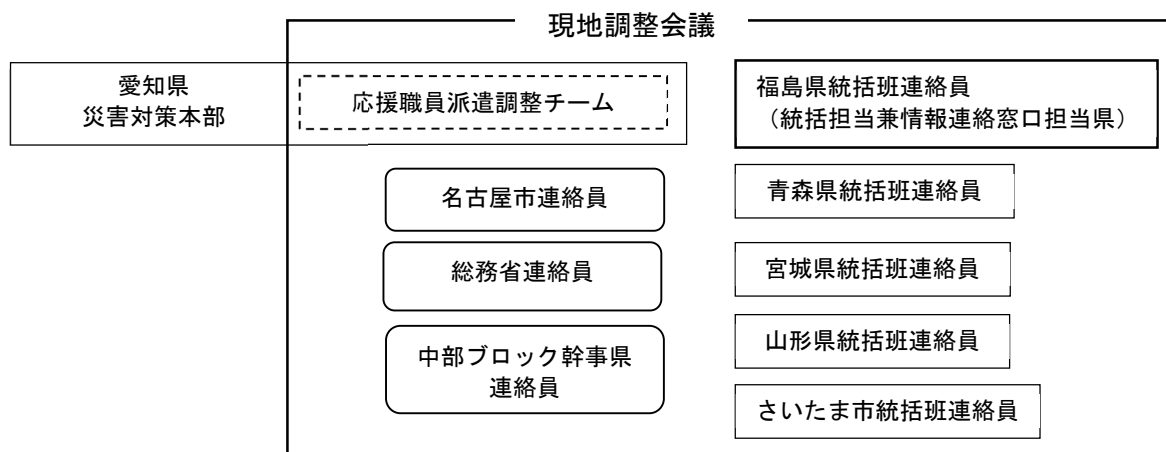 現地調整会議
愛知県
災害対策本部
応援職員派遣調整チーム
福島県統括班連絡員
（統括担当兼情報連絡窓口担当県）
名古屋市連絡員
青森県統括班連絡員
総務省連絡員
宮城県統括班連絡員
中部ブロック幹事県
連絡員
山形県統括班連絡員
さいたま市統括班連絡員